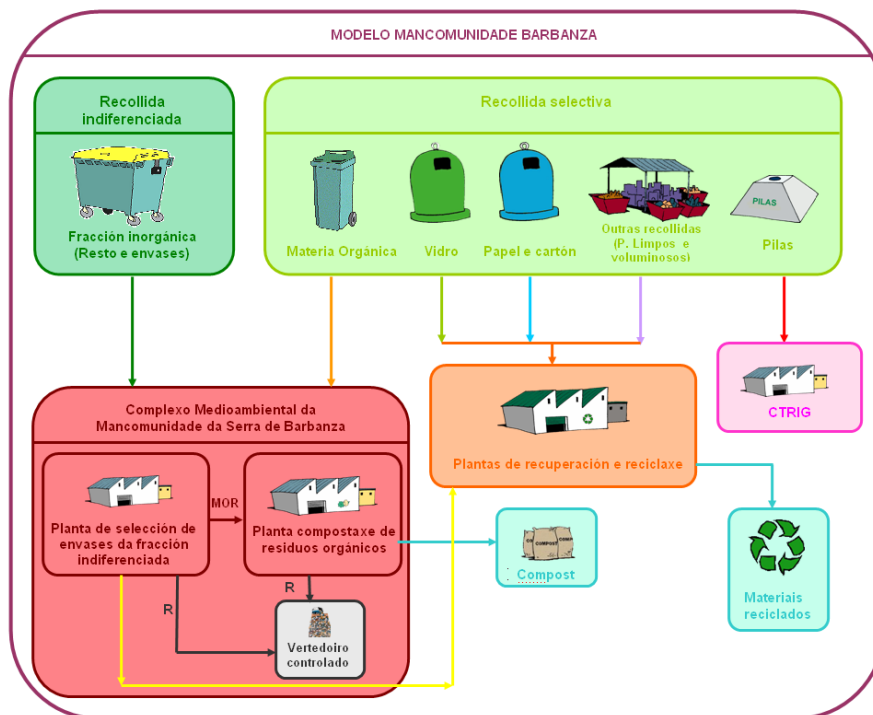 MODELO MANCOMUNIDADE BARBANZA
Recollida
indiferenciada
Fracción inorgánica
(Resto e envases)
Recollida selectiva
Materia Orgánica
Vidro
Papel e cartón
Outras recollidas
(P. Limpos e
voluminosos)
PILAS
Pilas
Complexo Medioambiental da
Mancomunidade da Serra de Barbanza
Planta de selección de
envases da fracción
indiferenciada
MOR
Planta compostaxe de
residuos orgánicos
R
R
Vertedoiro
controlado
Plantas de recuperación e reciclaxe
CTRIG
COMPOST
Compost
Materiais
reciclados